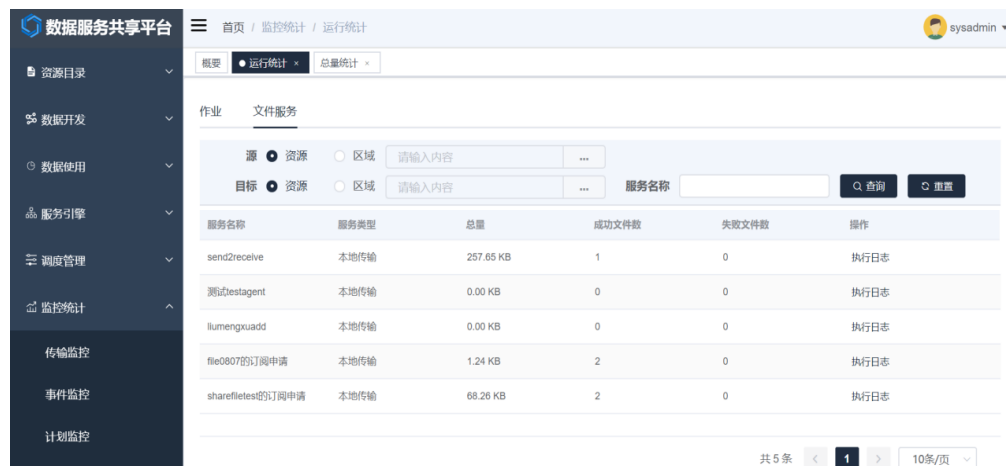 数据服务共享平台
首页 / 监控统计 / 运行统计
sysadmin
概要 运行统计 × 总量统计 ×
资源目录
数据开发
数据使用
服务引擎
调度管理
监控统计
传输监控
事件监控
计划监控
作业 文件服务
源 资源 区域 请输入内容 ...
目标 资源 区域 请输入内容 ... 服务名称 查询 重置
服务名称 服务类型 总量 成功文件数 失败文件数 操作
send2receive 本地传输 257.65 KB 1 0 执行日志
测试testagent 本地传输 0.00 KB 0 0 执行日志
liumengxuadd 本地传输 0.00 KB 0 0 执行日志
file0807的订阅申请 本地传输 1.24 KB 2 0 执行日志
sharefiletest的订阅申请 本地传输 68.26 KB 2 0 执行日志
共 5 条 < 1 > 10条/页